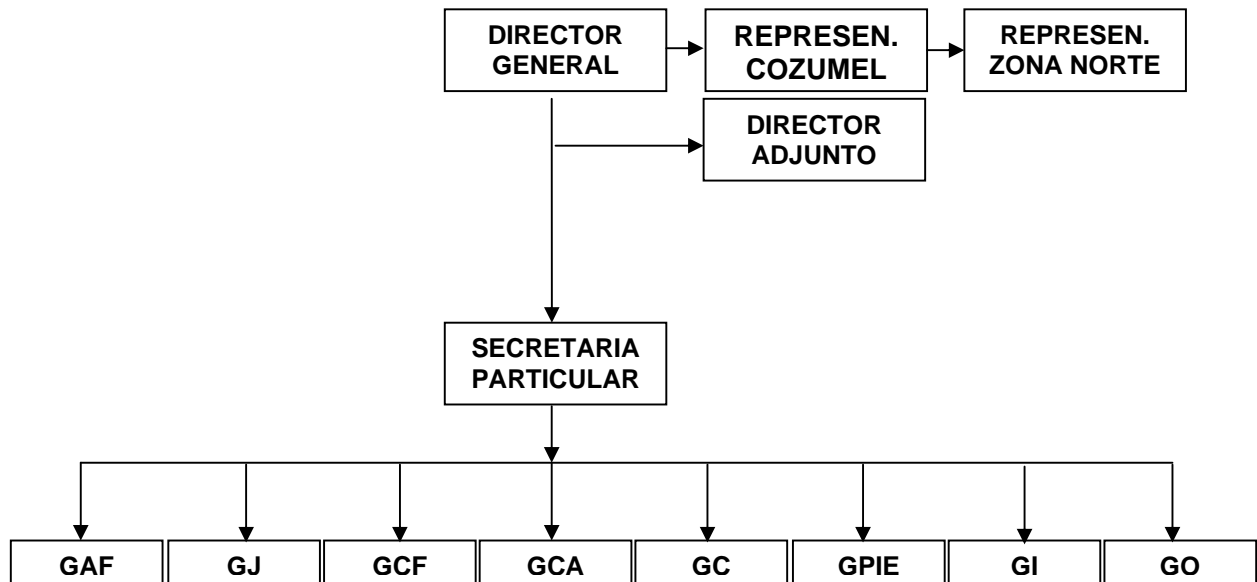 DIRECTOR
GENERAL
REPRESEN.
COZUMEL
REPRESEN.
ZONA NORTE
DIRECTOR
ADJUNTO
SECRETARIA
PARTICULAR
GAF
GJ
GCF
GCA
GC
GPIE
GI
GO